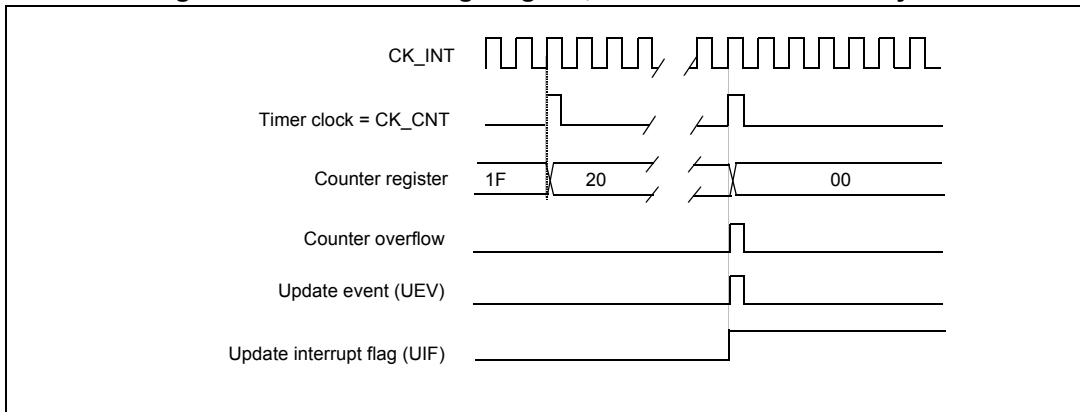 CK_INT
Timer clock = CK_CNT
Counter register 1F 20 00
Counter overflow
Update event (UEV)
Update interrupt flag (UIF)